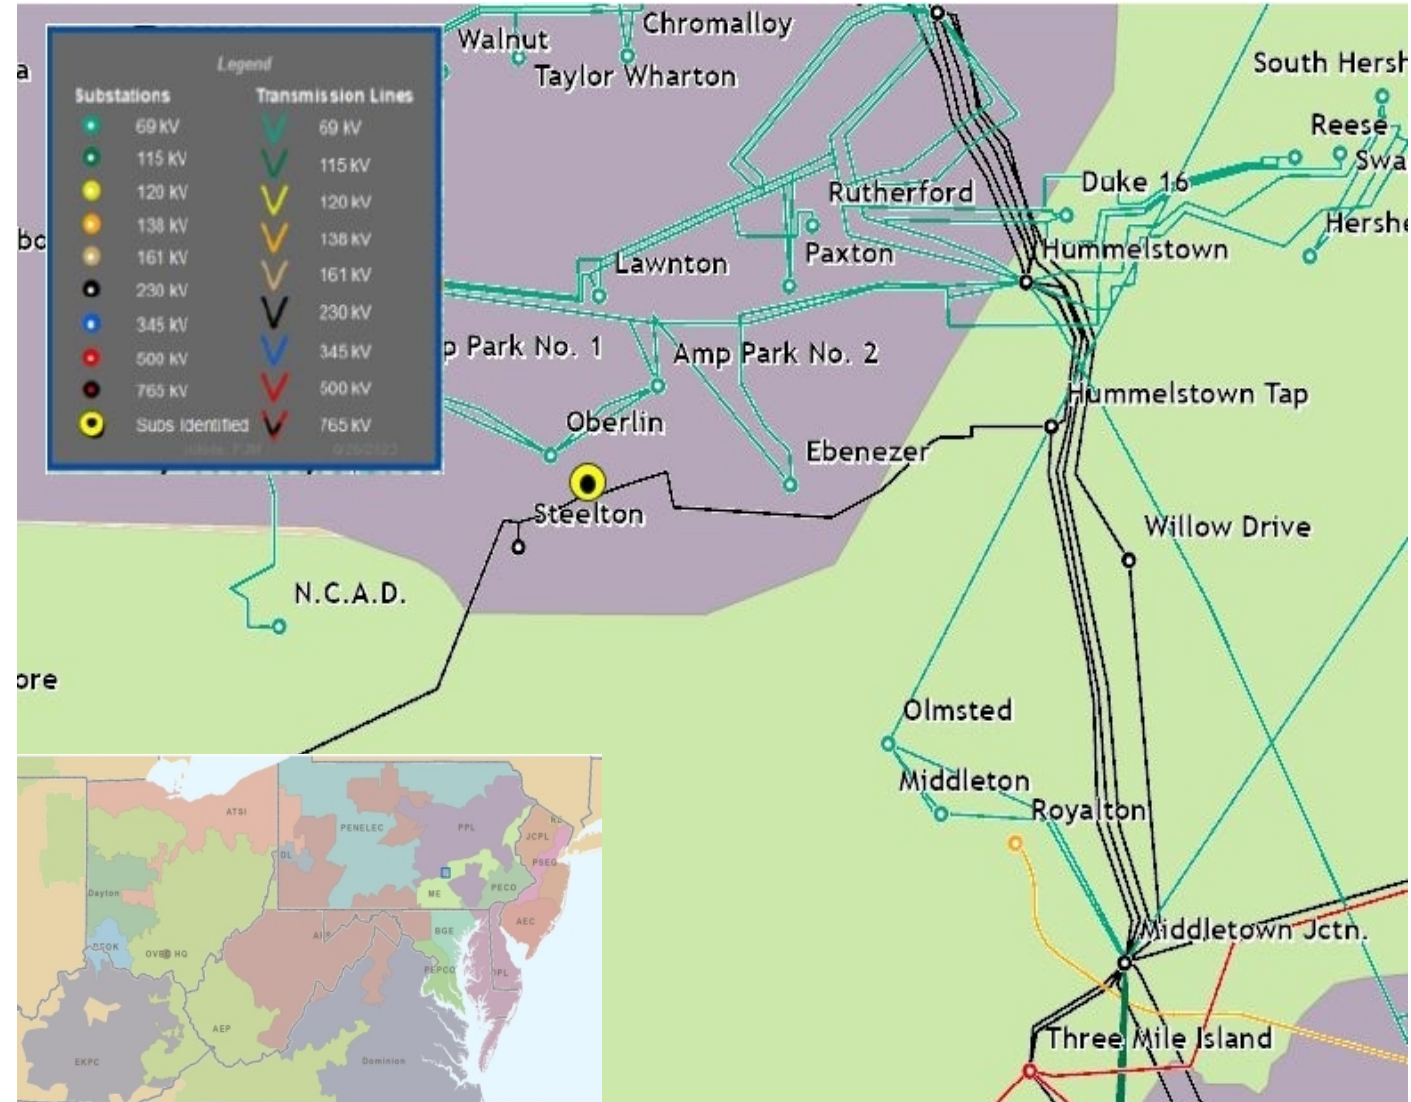 Chromalloy
Walnut
Taylor Wharton
a
Legend
Substations
Transmission Lines
69 kV
69 kV
115 kV
115 kV
120 kV
120 kV
138 kV
138 kV
161 kV
161 kV
230 kV
230 kV
345 kV
345 kV
500 kV
500 kV
765 kV
765 kV
Subs Identified
South Hersh
Reese
Swa
Duke 16
Rutherford
Hershe
bo
Hummelstown
Paxton
Lawnton
p Park No. 1
Amp Park No. 2
Hummelstown Tap
Oberlin
Ebenezer
Steelton
Willow Drive
N.C.A.D.
ore
Olmsted
Middleton
Royalton
Middletown Jctn.
Three Mile Island
ATSI
PENELEC
PPL
JCPL
DL
PSEG
ME
PECO
Dayton
AEC
BGE
OVEC HQ
PEPCO
DPL
AEP
EKPC
Dominion